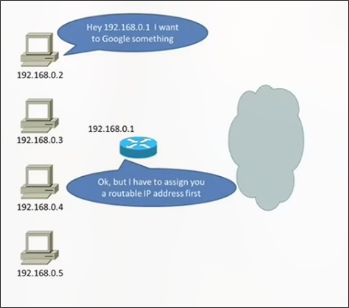 Hey 192.168.0.1 I want
to Google something
192.168.0.2
192.168.0.3
192.168.0.1
Ok, but I have to assign you
a routable IP address first
192.168.0.4
192.168.0.5